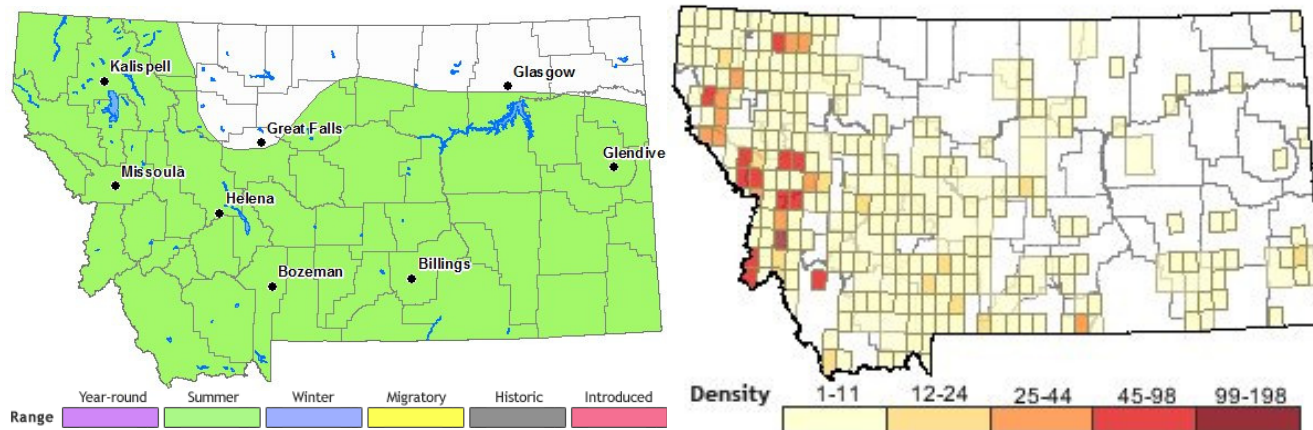 Kalispell
Glasgow
Great Falls
Glendive
Missoula
Helena
Bozeman
Billings
Year-round Summer Winter Migratory Historic Introduced
Range
Density 1-11 12-24 25-44 45-98 99-198